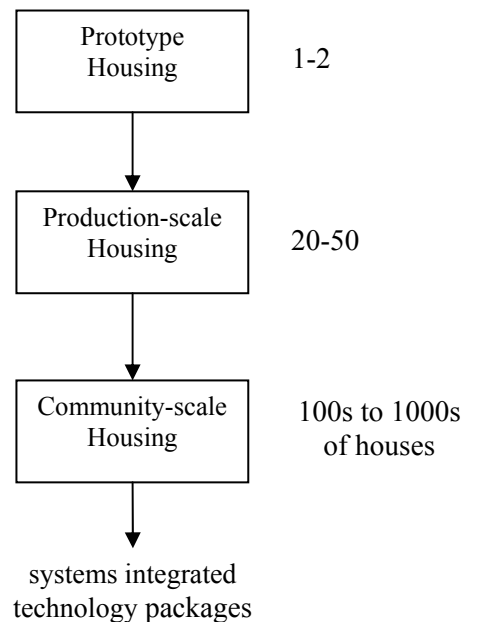 Prototype
Housing
1-2
Production-scale
Housing
20-50
Community-scale
Housing
100s to 1000s
of houses
systems integrated
technology packages